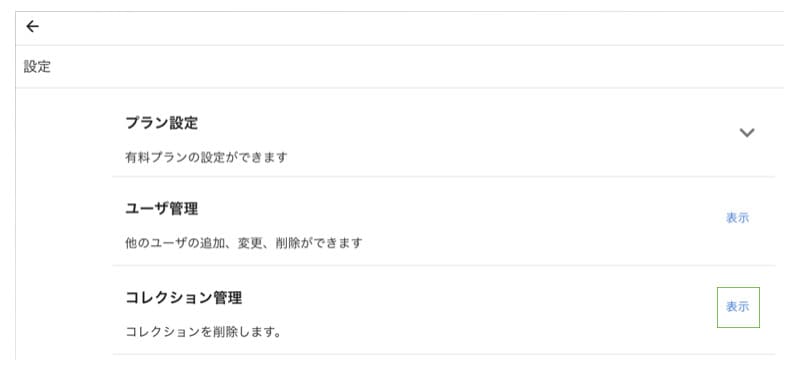 設定
プラン設定
有料プランの設定ができます
ユーザ管理
表示
他のユーザの追加、変更、削除ができます
コレクション管理
表示
コレクションを削除します。